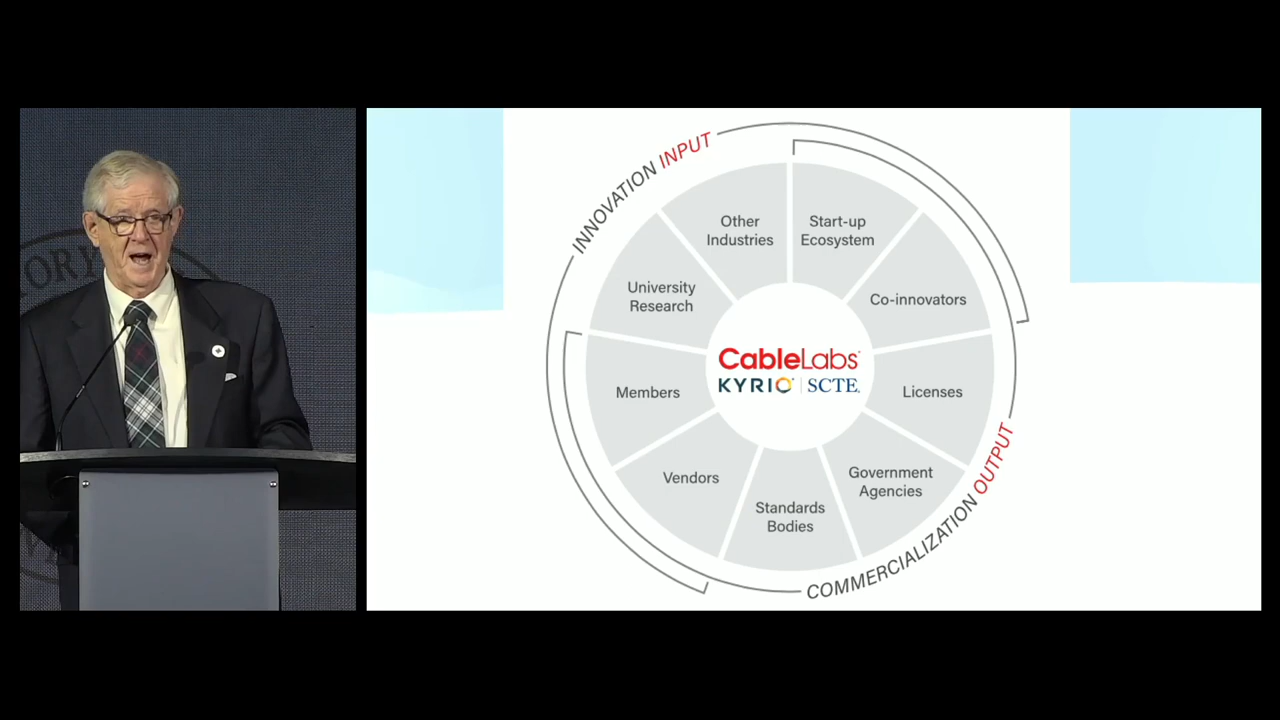 ORY
INNOVATION INPUT
Other
Industries
Start-up
Ecosystem
University
Research
Co-innovators
CableLabs
KYRIO | SCTE
Members
Licenses
Vendors
Government
Agencies
Standards
Bodies
COMMERCIALIZATION OUTPUT